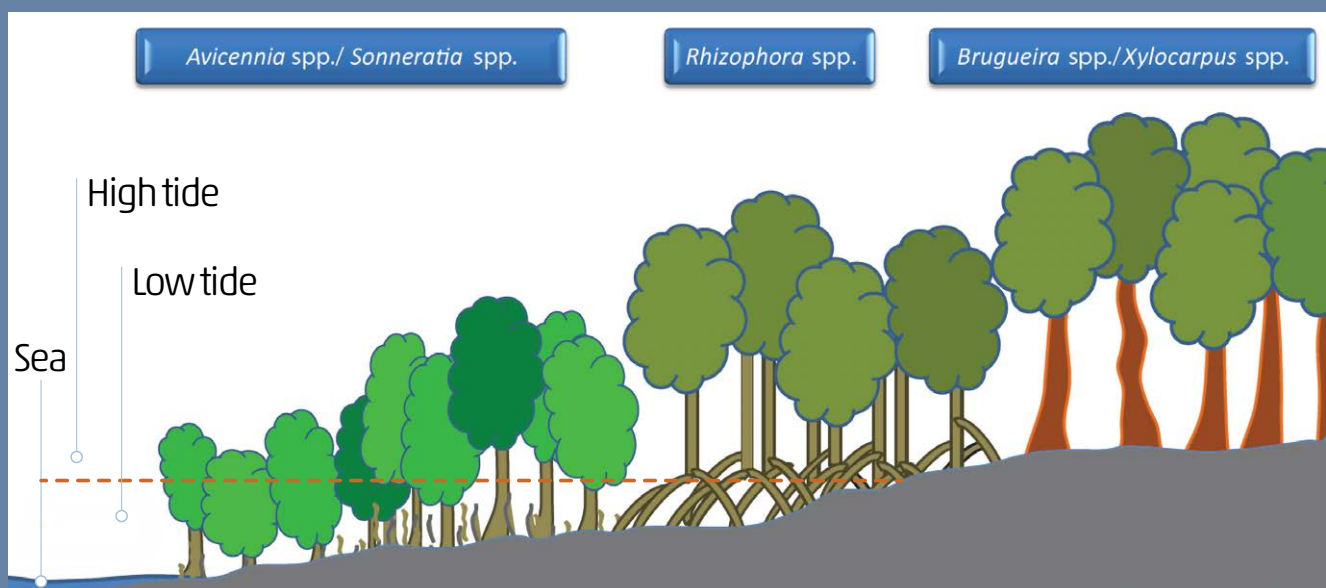 Avicennia spp./ Sonneratia spp.
Rhizophora spp.
Brugueira spp./Xylocarpus spp.
High tide
Low tide
Sea